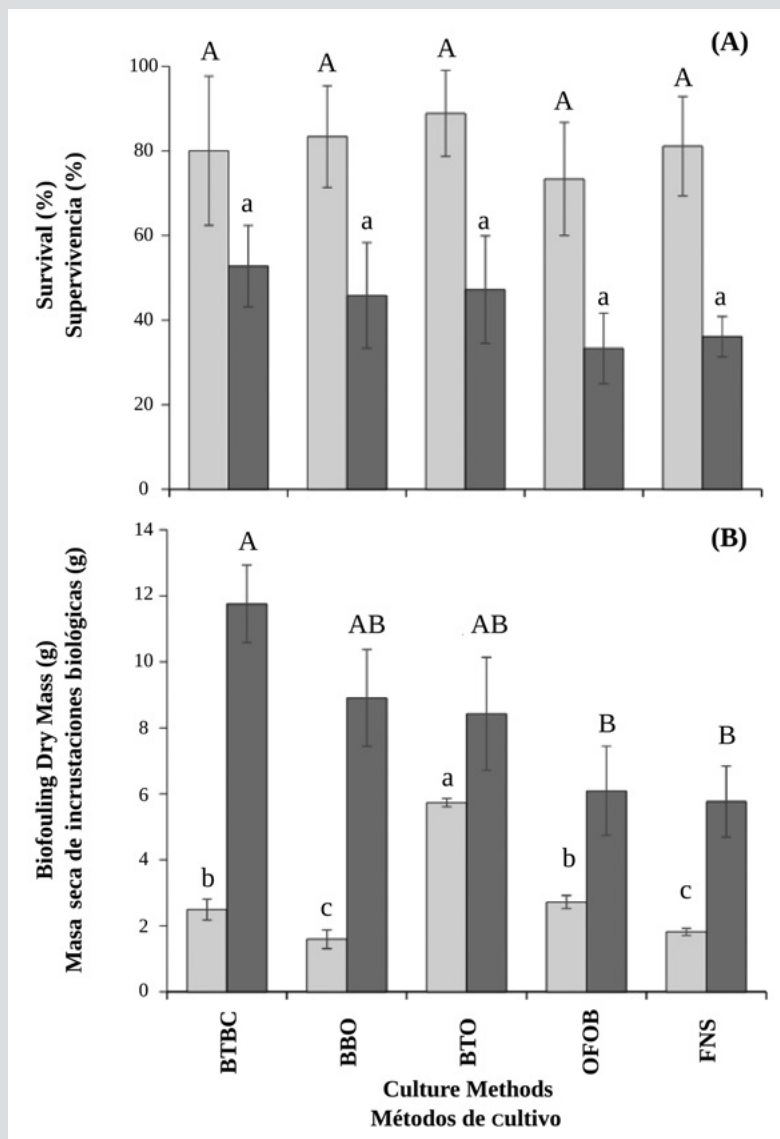 (A)
A A A A A
100
80
60
40
20
0
a a a a a
Survival (%)
Supervivencia (%)
(B)
14
12
10
8
6
4
2
0
A AB AB B B
b c a b c
Biofouling Dry Mass (g)
Masa seca de incrustaciones biológicas (g)
BTBC BBO BTO OFOB FNS
Culture Methods
Métodos de cultivo